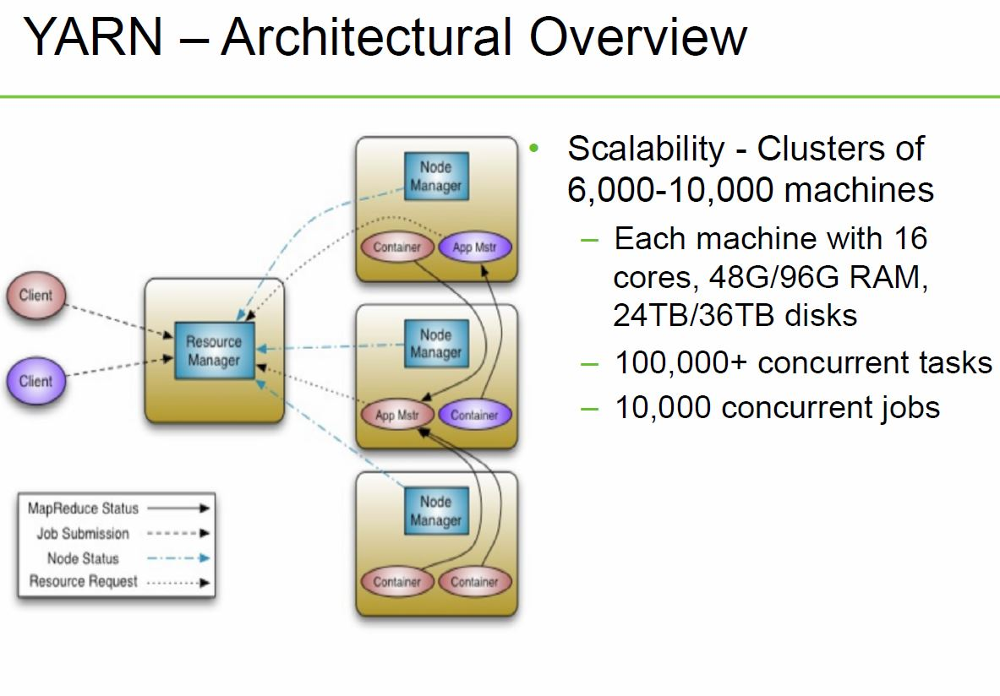 YARN – Architectural Overview
Node
Manager
Container
App Mstr
Client
Client
Resource
Manager
Node
Manager
App Mstr
Container
Node
Manager
Container
Container
MapReduce Status
Job Submission
Node Status
Resource Request
• Scalability - Clusters of
6,000-10,000 machines
– Each machine with 16
cores, 48G/96G RAM,
24TB/36TB disks
– 100,000+ concurrent tasks
– 10,000 concurrent jobs